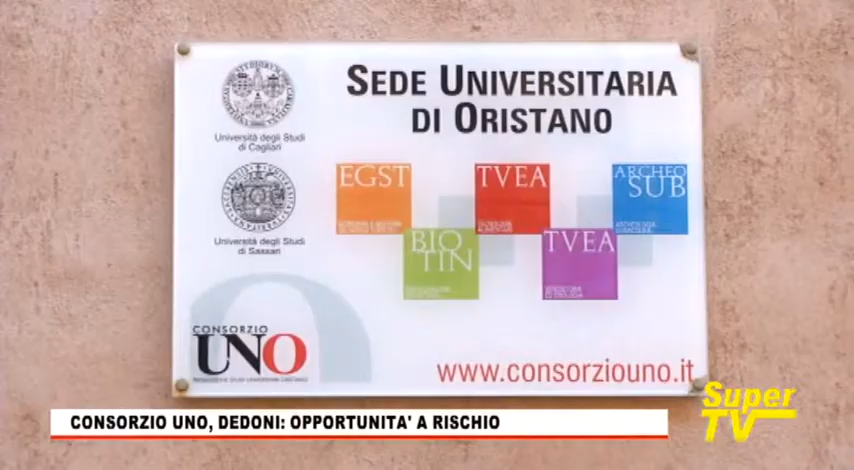 SEDE UNIVERSITARIA
DI ORISTANO
Università degli Studi
di Cagliari
Università degli Studi
di Sassari
EGST
TVEA
ARCHEO
SUB
BIO
TIN
TVEA
CONSORZIO
UNO
www.consorziouno.it
Super
TV
CONSORZIO UNO, DEDONI: OPPORTUNITA' A RISCHIO